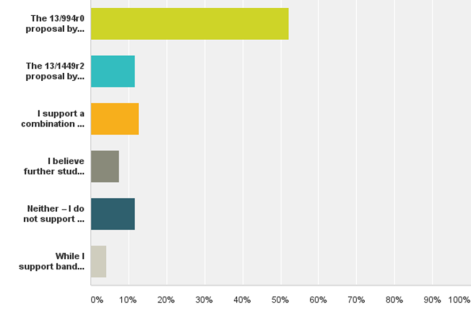 The 13/994r0
proposal by...
The 13/1449r2
proposal by...
I support a
combination ...
I believe
further stud...
Neither – I do
not support ...
While I
support band...
0% 10% 20% 30% 40% 50% 60% 70% 80% 90% 100%